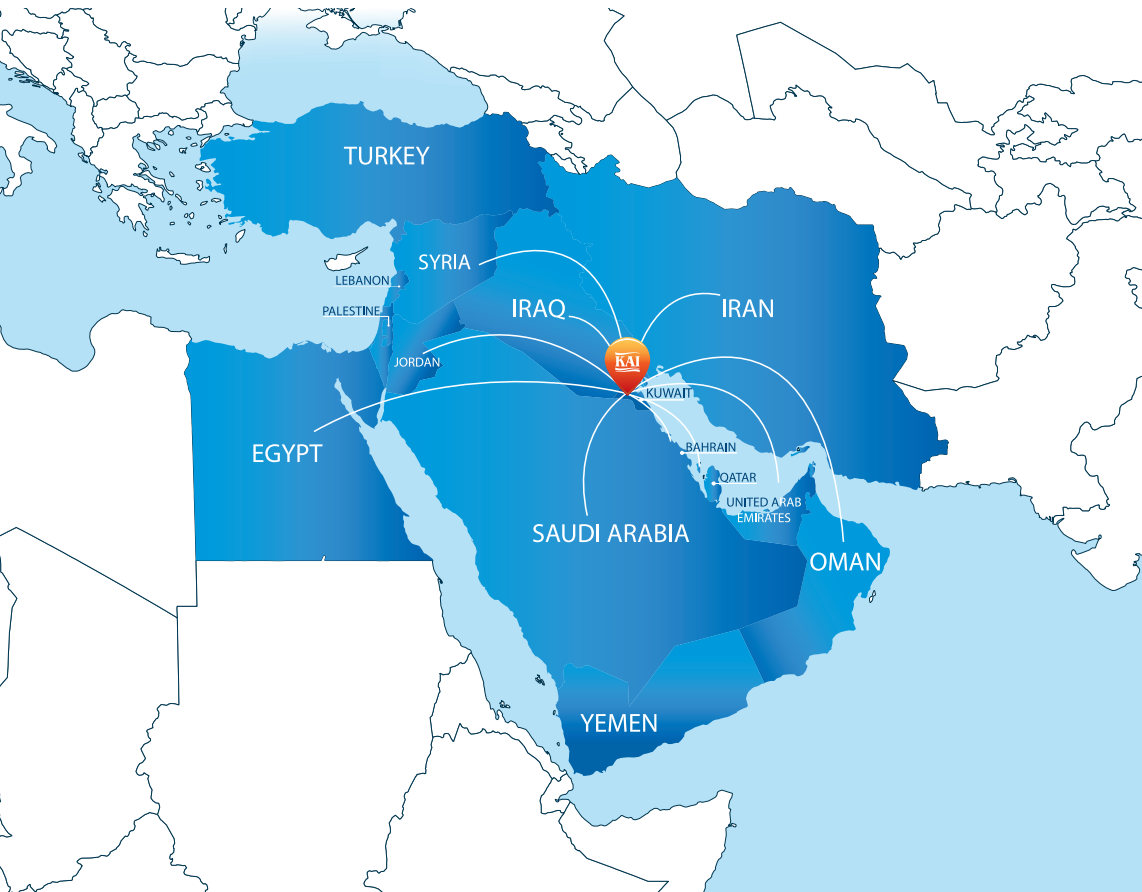 TURKEY
SYRIA
LEBANON
IRAQ
IRAN
PALESTINE
JORDAN
KAI
KUWAIT
EGYPT
BAHRAIN
QATAR
UNITED ARAB
EMIRATES
SAUDI ARABIA
OMAN
YEMEN